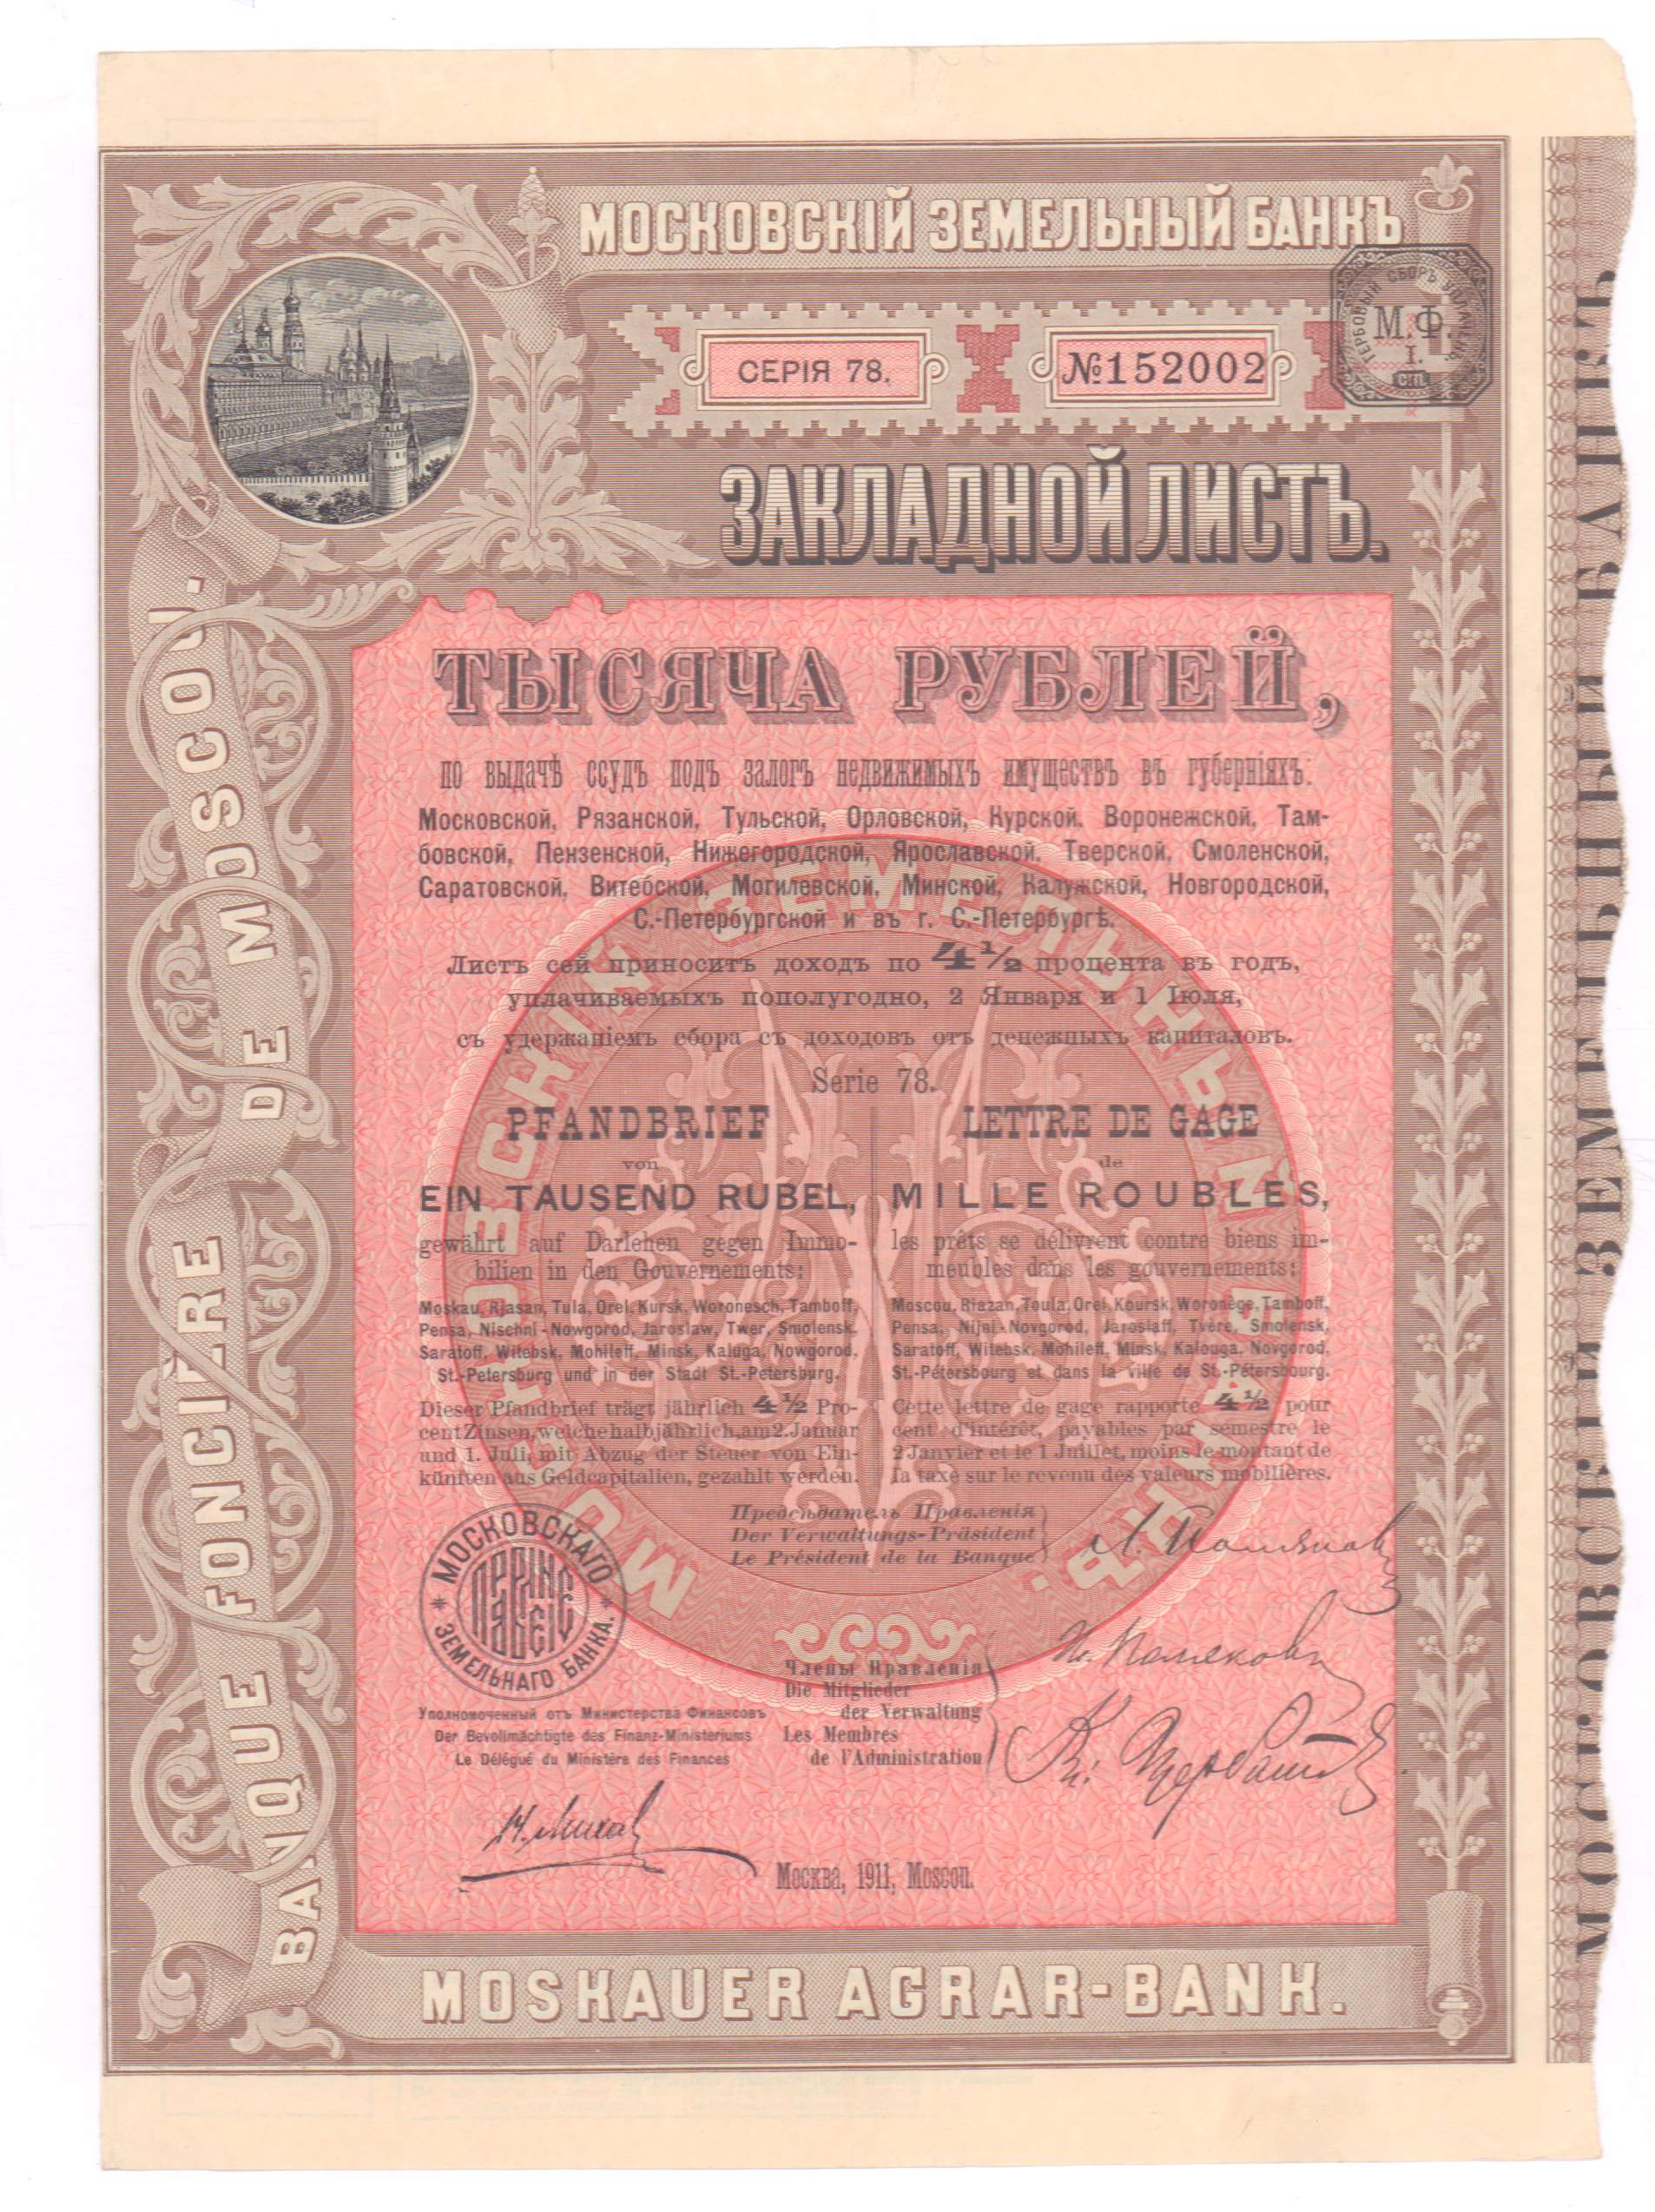 МОСКОВСКІЙ ЗЕМЕЛЬНЫЙ БАНКЪ
ГЕРБОВЫЙ СБОРЪ УПЛАЧЕНЪ.
М.Ф.
I.
СЕРІЯ 78.
№152002
ЗАКЛАДНОЙ ЛИСТЪ.
ТЫСЯЧА РУБЛЕЙ,
по выдачѣ ссудъ подъ залогъ недвижимыхъ имуществъ въ губерніяхъ:
Московской, Рязанской, Тульской, Орловской, Курской, Воронежской, Там-
бовской, Пензенской, Нижегородской, Ярославской, Тверской, Смоленской,
Саратовской, Витебской, Могилевской, Минской, Калужской, Новгородской,
С.-Петербургской и въ г. С.-Петербургѣ.
Листъ сей приноситъ доходъ по 4½ процента въ годъ,
уплачиваемыхъ пополугодно, 2 Января и 1 Іюля,
съ удержаніемъ сбора съ доходовъ отъ денежныхъ капиталовъ.
Serie 78.
PFANDBRIEF
von
EIN TAUSEND RUBEL,
gewährt auf Darlehen gegen Immo-
bilien in den Gouvernements:
Moskau, Rjasan, Tula, Orel, Kursk, Woronesch, Tamboff,
Pensa, Nischni-Nowgorod, Jaroslaw, Twer, Smolensk,
Saratoff, Witebsk, Mohileff, Minsk, Kaluga, Nowgorod,
St.-Petersburg und in der Stadt St.-Petersburg.
Dieser Pfandbrief trägt jährlich 4½ Pro-
cent Zinsen, welche halbjährlich, am 2. Januar
und 1. Juli, mit Abzug der Steuer von Ein-
künften aus Geldcapitalien, gezahlt werden.
LETTRE DE GAGE
de
MILLE ROUBLES,
les prêts se délivrent contre biens im-
meubles dans les gouvernements:
Moscou, Riazan, Toula, Orel, Koursk, Woronège, Tamboff,
Pensa, Nijni-Novgorod, Jaroslaff, Tvère, Smolensk,
Saratoff, Witebsk, Mohileff, Minsk, Kalouga, Novgorod,
St.-Pétersbourg et dans la ville de St.-Pétersbourg.
Cette lettre de gage rapporte 4½ pour
cent d'intérêt, payables par semestre le
2 Janvier et le 1 Juillet, moins le montant de
la taxe sur le revenu des valeurs mobilières.
Предсѣдатель Правленія
Der Verwaltungs-Präsident
Le Président de la Banque
МОСКОВСКАГО
ЗЕМЕЛЬНАГО БАНКА.
Члены Правленія
Die Mitglieder
der Verwaltung
Les Membres
de l'Administration
Уполномоченный отъ Министерства Финансовъ
Der Bevollmächtigte des Finanz-Ministeriums
Le Délégué du Ministère des Finances
Москва, 1911, Moscou.
МОСКОВСКІЙ ЗЕМЕЛЬНЫЙ БАНКЪ.
MOSKAUER AGRAR-BANK.
BANQUE FONCIÈRE DE MOSCOU.
МОСКОВСКІЙ ЗЕМЕЛЬНЫЙ БАНКЪ